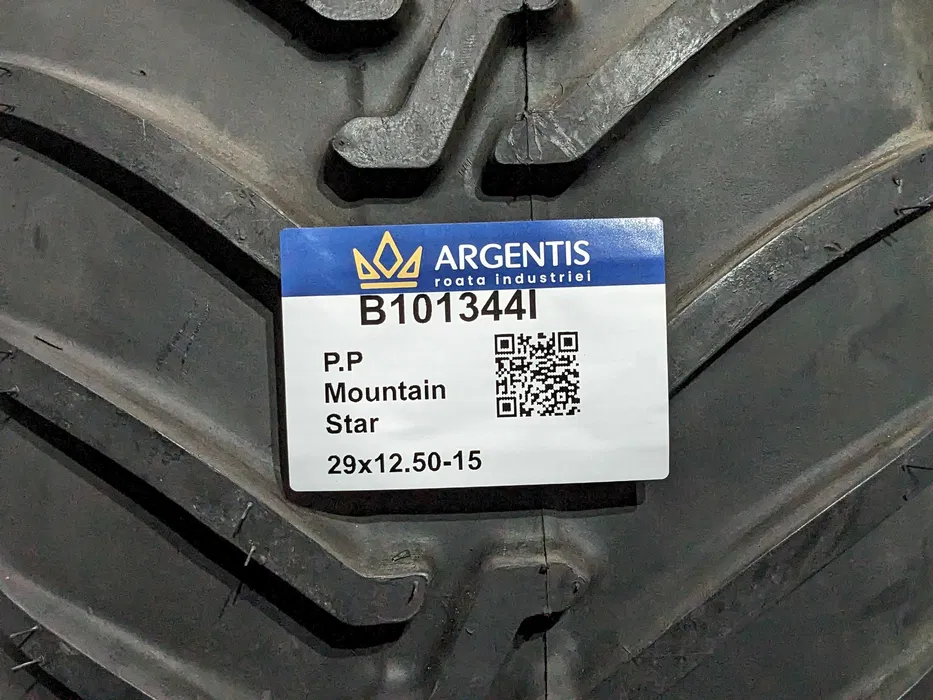 ARGENTIS
roata industriei
B101344I
P.P
Mountain
Star
29x12.50-15